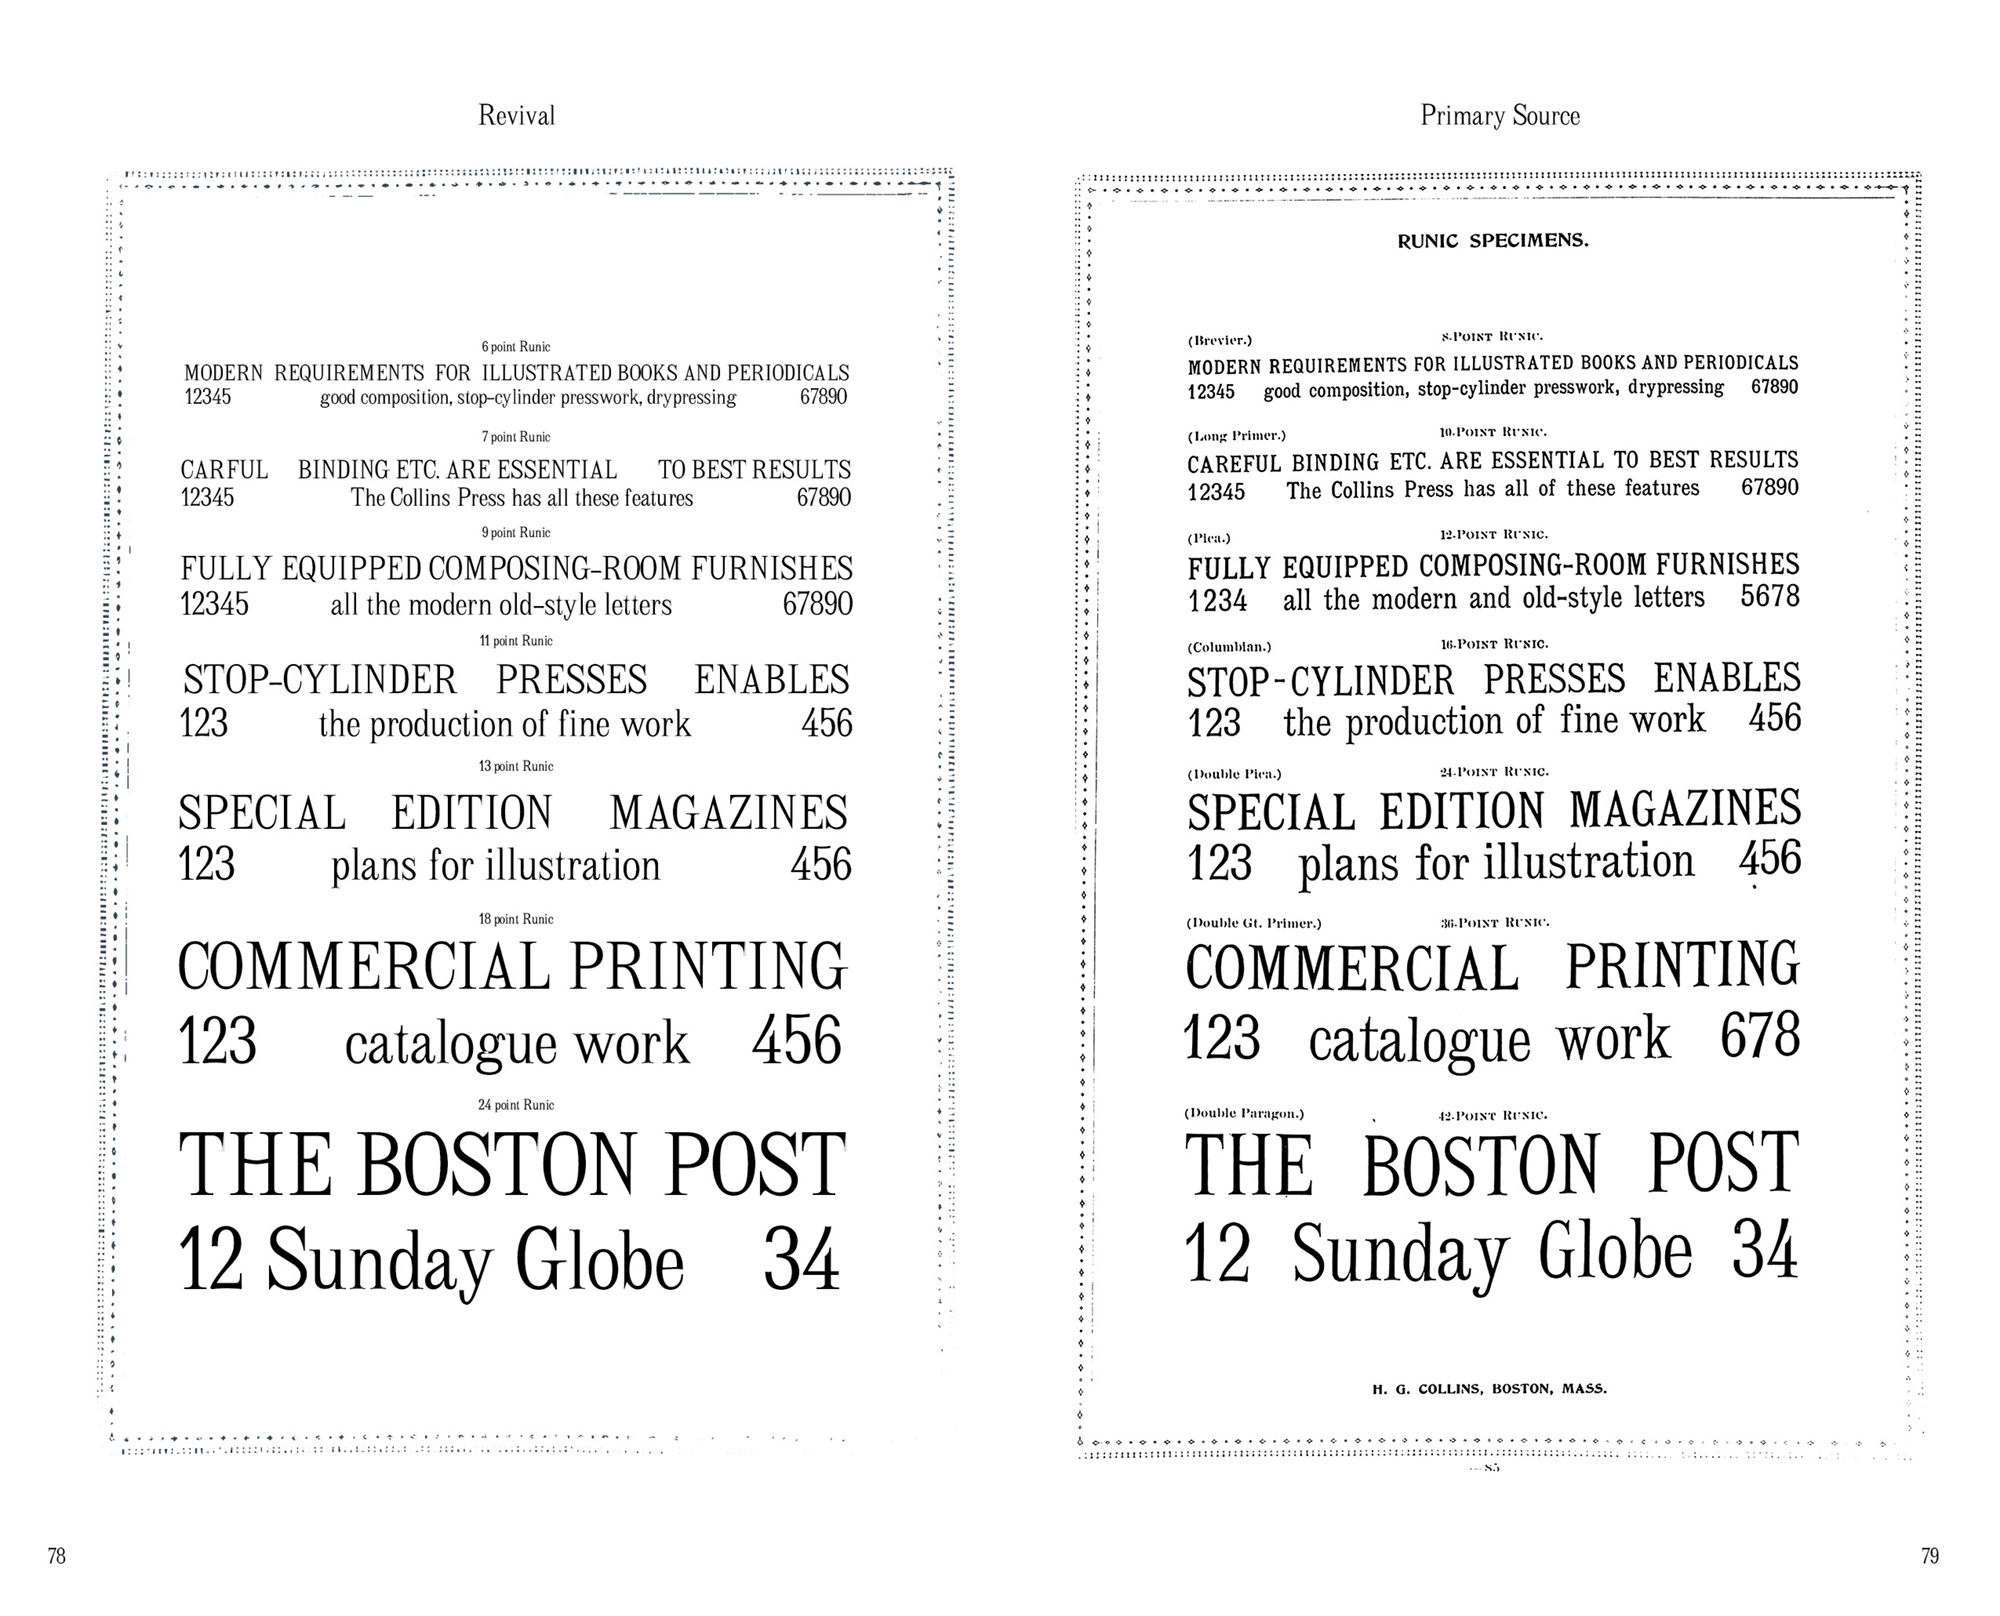 Revival
6 point Runic
MODERN REQUIREMENTS FOR ILLUSTRATED BOOKS AND PERIODICALS
12345 good composition, stop-cylinder presswork, drypressing 67890
7 point Runic
CARFUL BINDING ETC. ARE ESSENTIAL TO BEST RESULTS
12345 The Collins Press has all these features 67890
9 point Runic
FULLY EQUIPPED COMPOSING-ROOM FURNISHES
12345 all the modern old-style letters 67890
11 point Runic
STOP-CYLINDER PRESSES ENABLES
123 the production of fine work 456
13 point Runic
SPECIAL EDITION MAGAZINES
123 plans for illustration 456
18 point Runic
COMMERCIAL PRINTING
123 catalogue work 456
24 point Runic
THE BOSTON POST
12 Sunday Globe 34
78
Primary Source
RUNIC SPECIMENS.
(Brevier.) 8-POINT RUNIC.
MODERN REQUIREMENTS FOR ILLUSTRATED BOOKS AND PERIODICALS
12345 good composition, stop-cylinder presswork, drypressing 67890
(Long Primer.) 10-POINT RUNIC.
CAREFUL BINDING ETC. ARE ESSENTIAL TO BEST RESULTS
12345 The Collins Press has all of these features 67890
(Pica.) 12-POINT RUNIC.
FULLY EQUIPPED COMPOSING-ROOM FURNISHES
1234 all the modern and old-style letters 5678
(Columbian.) 16-POINT RUNIC.
STOP-CYLINDER PRESSES ENABLES
123 the production of fine work 456
(Double Pica.) 24-POINT RUNIC.
SPECIAL EDITION MAGAZINES
123 plans for illustration 456
(Double Gt. Primer.) 36-POINT RUNIC.
COMMERCIAL PRINTING
123 catalogue work 678
(Double Paragon.) 42-POINT RUNIC.
THE BOSTON POST
12 Sunday Globe 34
H. G. COLLINS, BOSTON, MASS.
85
79